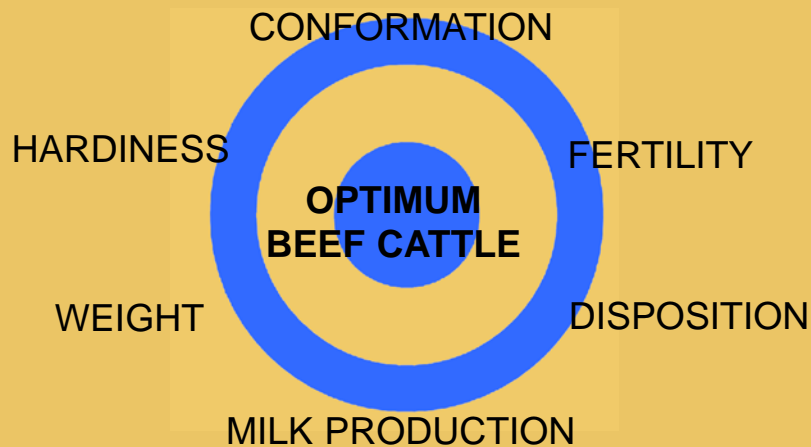 CONFORMATION
HARDINESS
FERTILITY
OPTIMUM
BEEF CATTLE
WEIGHT
DISPOSITION
MILK PRODUCTION